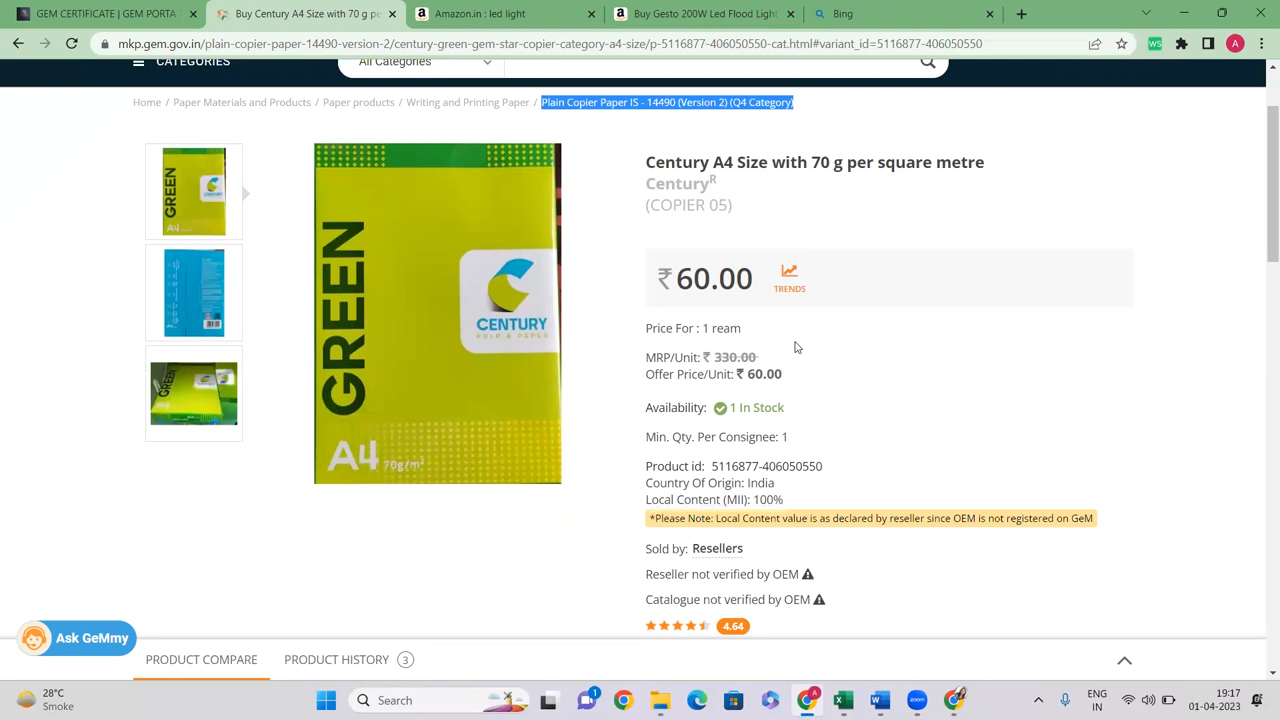 GEM CERTIFICATE | GEM PORTA
Buy Century A4 Size with 70 g pe
Amazon.in : led light
Buy Gesto 200W Led Flood Light
Bing
mkp.gem.gov.in/plain-copier-paper-14490-version-2/century-green-gem-star-copier-category-a4-size/p-5116877-406050550-cat.html#variant_id=5116877-406050550
WS
A
CATEGORIES
All Categories
Home / Paper Materials and Products / Paper products / Writing and Printing Paper / Plain Copier Paper IS - 14490 (Version 2) (Q4 Category)
GREEN
CENTURY
PULP & PAPER
A4 70g/m²
Century A4 Size with 70 g per square metre
Century R
(COPIER 05)
₹ 60.00
TRENDS
Price For : 1 ream
MRP/Unit: ₹ 330.00
Offer Price/Unit: ₹ 60.00
Availability: 1 In Stock
Min. Qty. Per Consignee: 1
Product id: 5116877-406050550
Country Of Origin: India
Local Content (MII): 100%
*Please Note: Local Content value is as declared by reseller since OEM is not registered on GeM
Sold by: Resellers
Reseller not verified by OEM
Catalogue not verified by OEM
4.64
Ask GeMmy
PRODUCT COMPARE
PRODUCT HISTORY 3
28°C
Smoke
Search
1
zoom
ENG
IN
19:17
01-04-2023